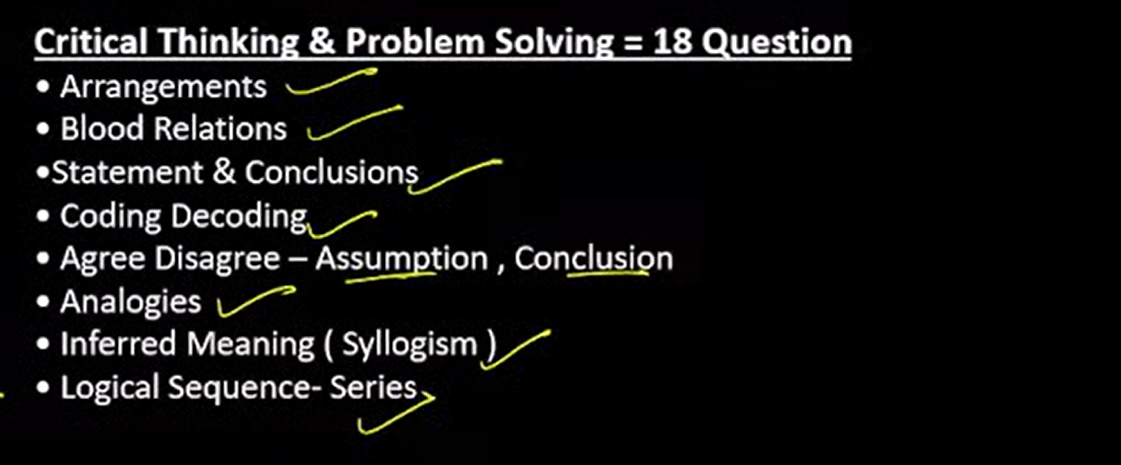 Critical Thinking & Problem Solving = 18 Question
• Arrangements
• Blood Relations
•Statement & Conclusions
• Coding Decoding
• Agree Disagree – Assumption , Conclusion
• Analogies
• Inferred Meaning ( Syllogism )
• Logical Sequence- Series